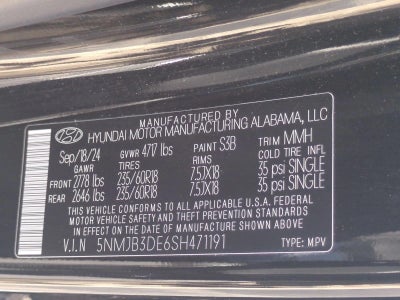 MANUFACTURED BY
HYUNDAI MOTOR MANUFACTURING ALABAMA, LLC
Sep/18/24 GVWR 4717 lbs PAINT S3B TRIM MMH
GAWR TIRES RIMS COLD TIRE INFL
FRONT 2778 lbs 235/60R18 7.5JX18 35 psi SINGLE
REAR 2646 lbs 235/60R18 7.5JX18 35 psi SINGLE
THIS VEHICLE CONFORMS TO ALL APPLICABLE U.S.A. FEDERAL
SAFETY AND THEFT PREVENTION STANDARDS IN EFFECT
ON THE DATE OF MANUFACTURE SHOWN ABOVE.
V.I.N 5NMJB3DE6SH471191 TYPE: MPV